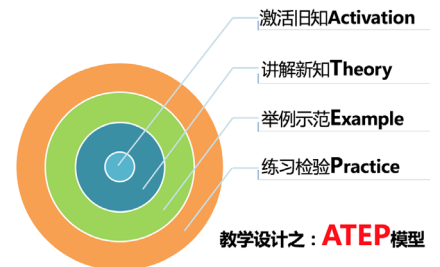 激活旧知Activation
讲解新知Theory
举例示范Example
练习检验Practice
教学设计之：ATEP模型